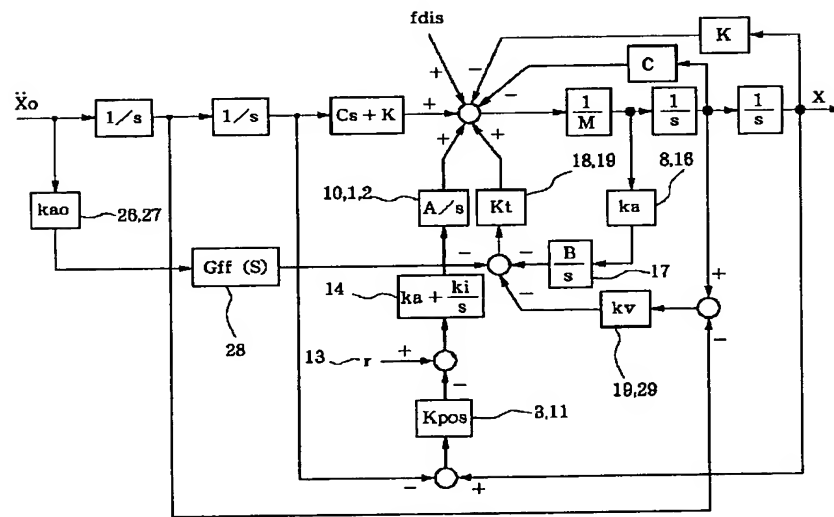 fdis
K
C
Ẍo
X
1/s
1/s
Cs + K
1
M
1
s
1
s
+
−
−
+
+
+
18,19
8,16
10,1,2
A/s
Kt
ka
kao
26,27
Gff (S)
−
−
B
s
17
+
14
ka + ki
s
−
kv
28
−
13
r
+
−
19,29
Kpos
3,11
−
+